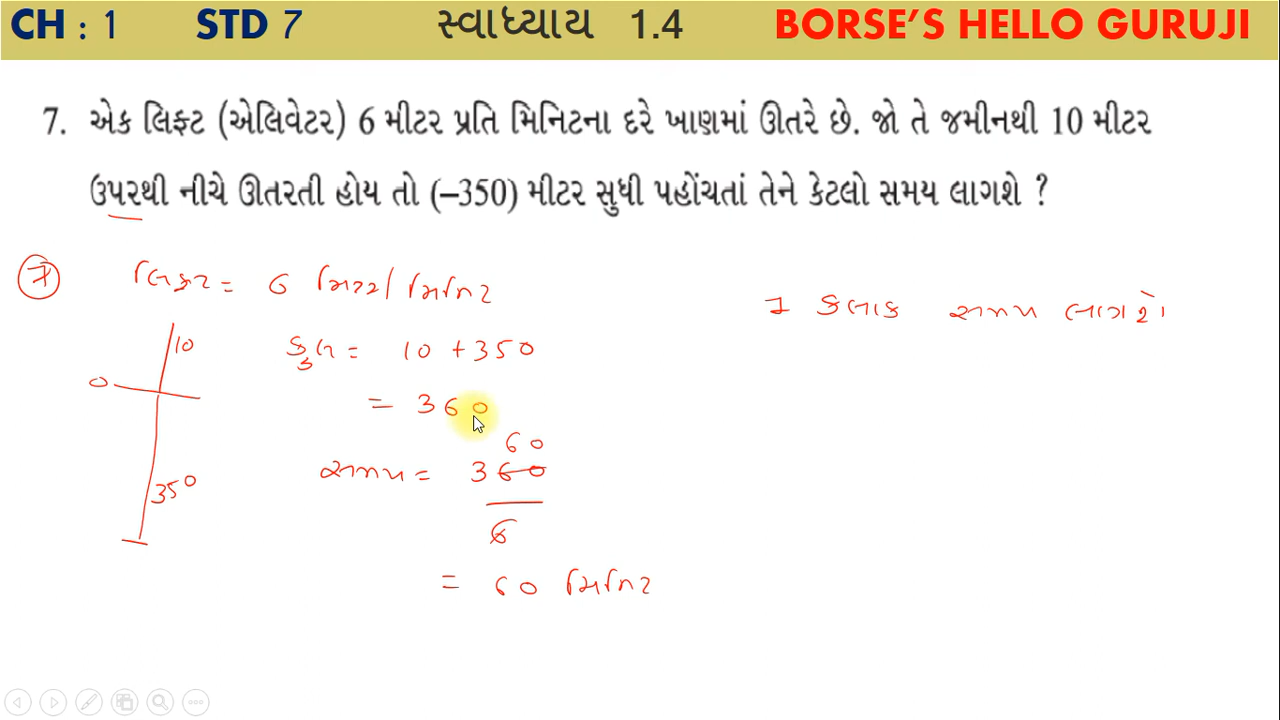 CH : 1 STD 7 સ્વાધ્યાય 1.4 BORSE'S HELLO GURUJI
7. એક લિફ્ટ (એલિવેટર) 6 મીટર પ્રતિ મિનિટના દરે ખાણમાં ઊતરે છે. જો તે જમીનથી 10 મીટર
ઉપરથી નીચે ઊતરતી હોય તો (–350) મીટર સુધી પહોંચતાં તેને કેટલો સમય લાગશે ?
7 લિફ્ટ = 6 મિટર/મિનિટ
1 કલાક સમય લાગશે
10
કુલ = 10 + 350
0
= 360
60
સમય = 360
350
6
= 60 મિનિટ